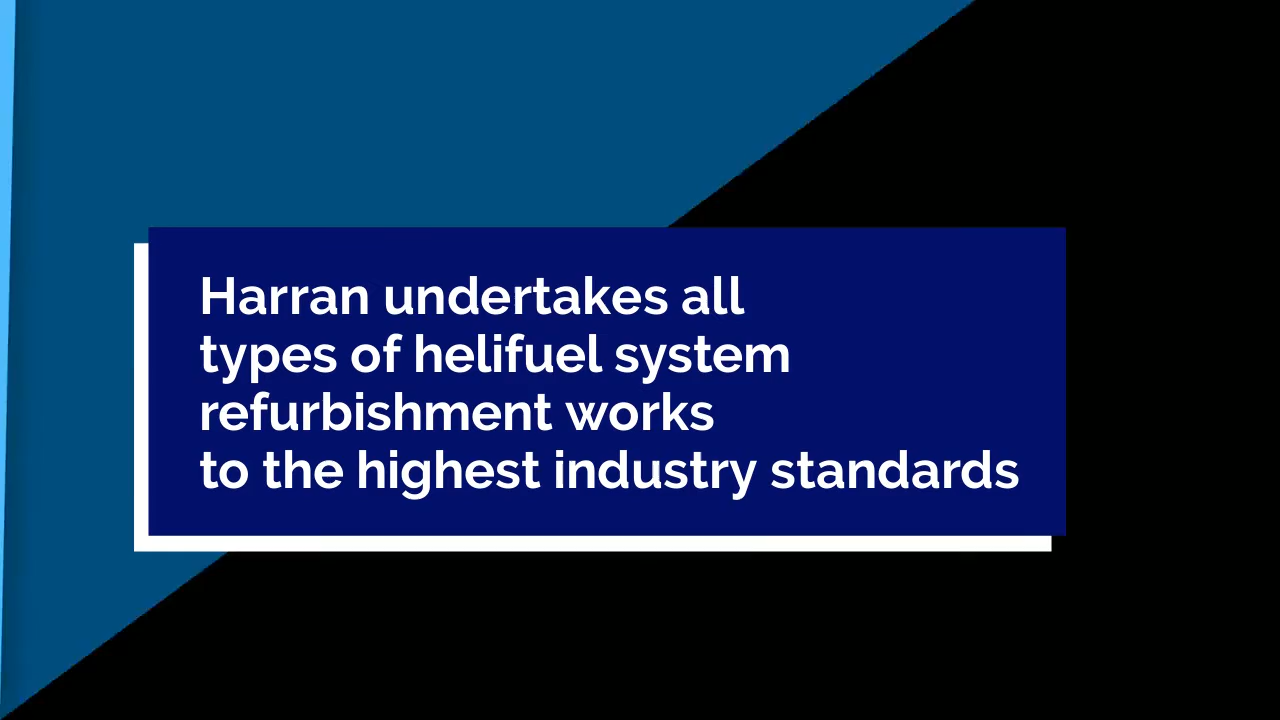 Harran undertakes all
types of helifuel system
refurbishment works
to the highest industry standards